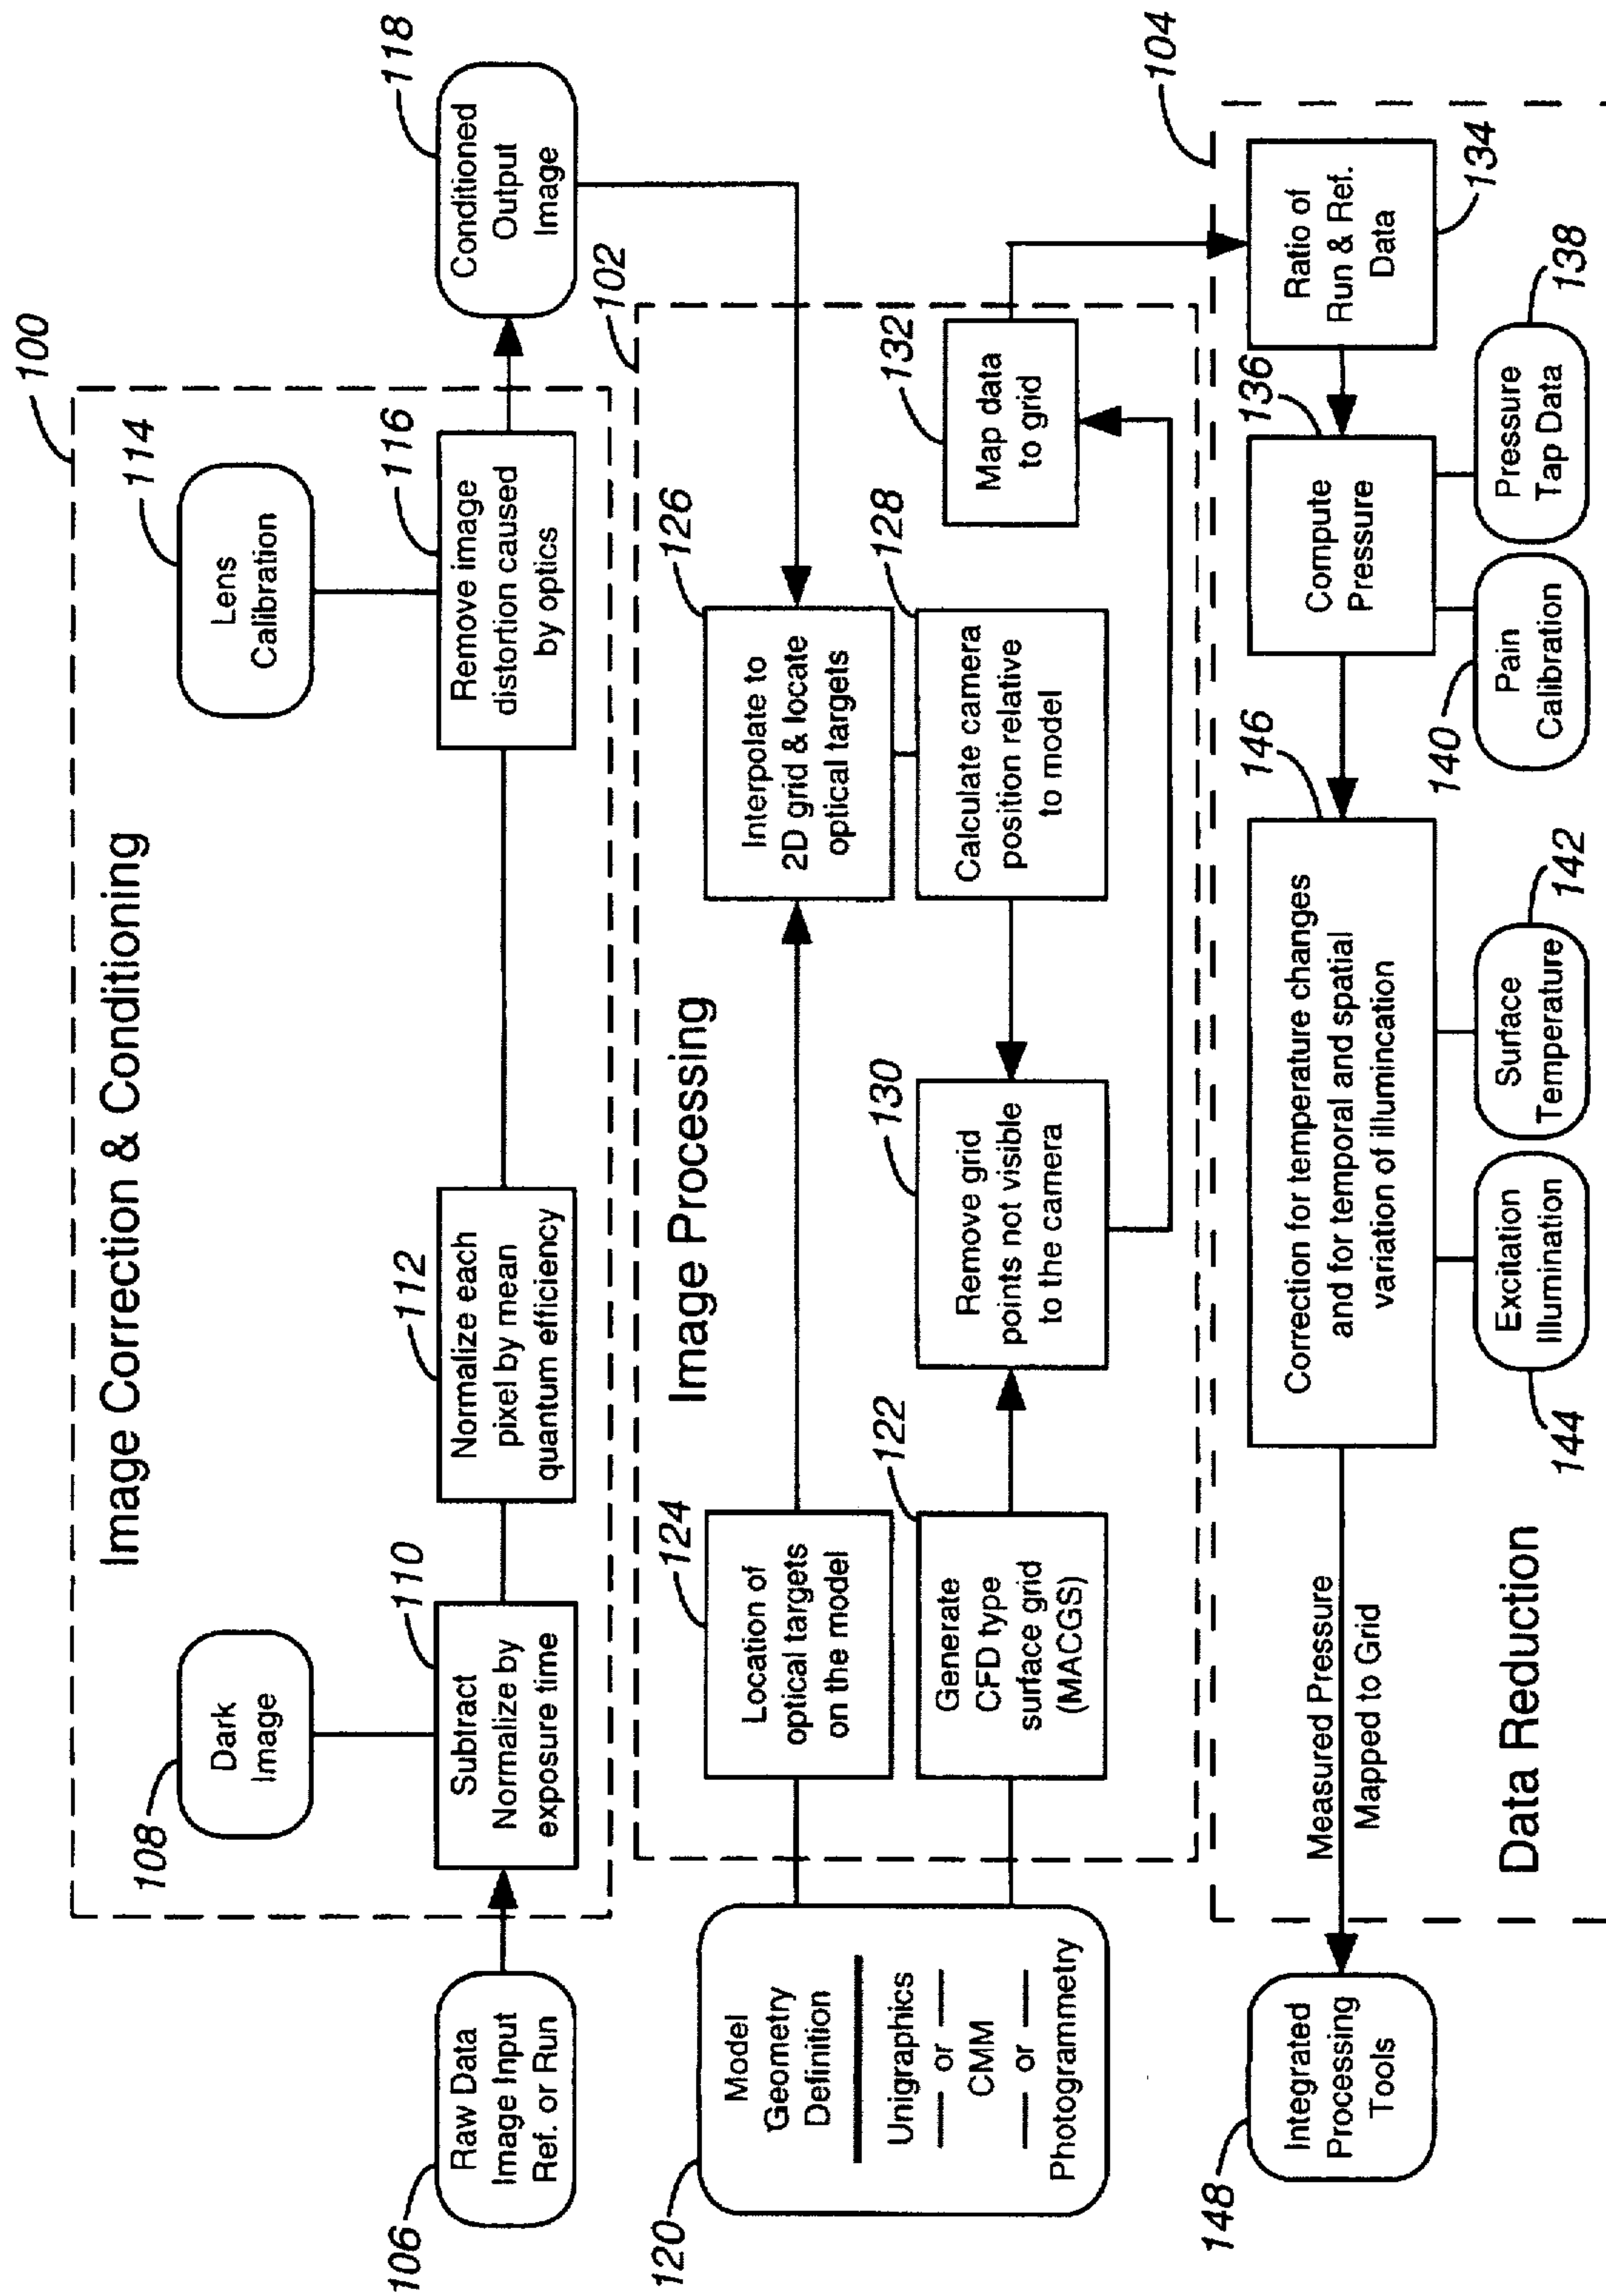 100
Image Correction & Conditioning
106
Raw Data
Image Input
Ref. or Run
108
Dark
Image
110
Subtract
Normalize by
exposure time
112
Normalize each
pixel by mean
quantum efficiency
114
Lens
Calibration
116
Remove image
distortion caused
by optics
118
Conditioned
Output
Image
102
Image Processing
120
Model
Geometry
Definition
Unigraphics
or
CMM
or
Photogrammetry
124
Location of
optical targets
on the model
122
Generate
CFD type
surface grid
(MACGS)
126
Interpolate to
2D grid & locate
optical targets
128
Calculate camera
position relative
to model
130
Remove grid
points not visible
to the camera
132
Map data
to grid
104
Ratio of
Run & Ref.
Data
134
136
Compute
Pressure
Pressure
Tap Data
138
Pain
Calibration
140
146
Correction for temperature changes
and for temporal and spatial
variation of illumincation
Surface
Temperature
142
Excitation
Illumination
144
Measured Pressure
Mapped to Grid
Data Reduction
148
Integrated
Processing
Tools